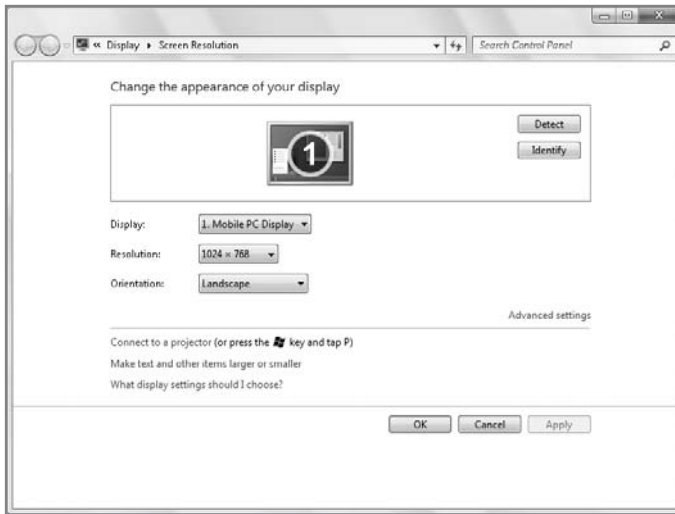 « Display ▸ Screen Resolution
Search Control Panel
Change the appearance of your display
1
Detect
Identify
Display:
1. Mobile PC Display
Resolution:
1024 × 768
Orientation:
Landscape
Advanced settings
Connect to a projector (or press the key and tap P)
Make text and other items larger or smaller
What display settings should I choose?
OK
Cancel
Apply